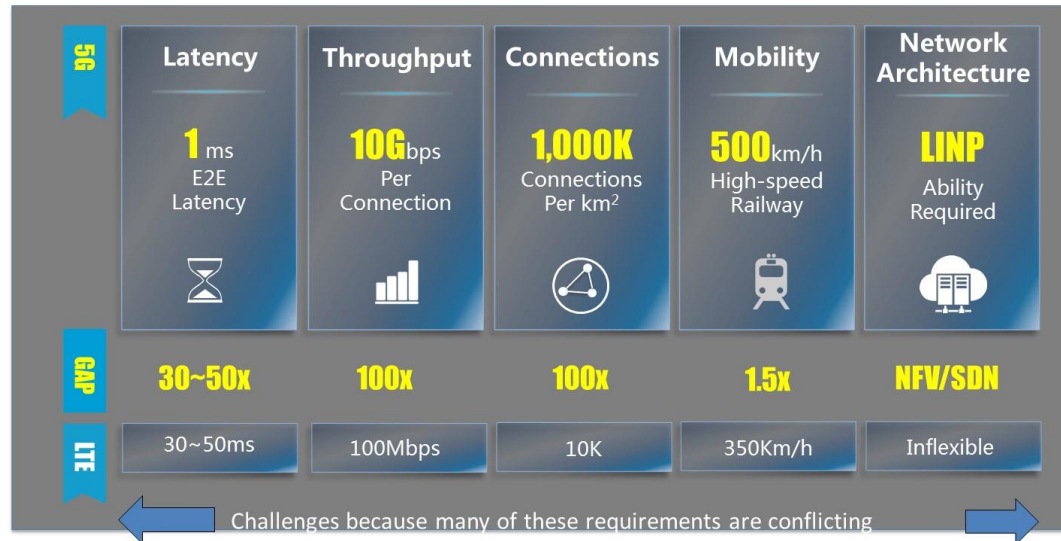 5G
Latency
1 ms
E2E
Latency
Throughput
10Gbps
Per
Connection
Connections
1,000K
Connections
Per km²
Mobility
500km/h
High-speed
Railway
Network
Architecture
LINP
Ability
Required
GAP
30~50x
100x
100x
1.5x
NFV/SDN
LTE
30~50ms
100Mbps
10K
350Km/h
Inflexible
Challenges because many of these requirements are conflicting